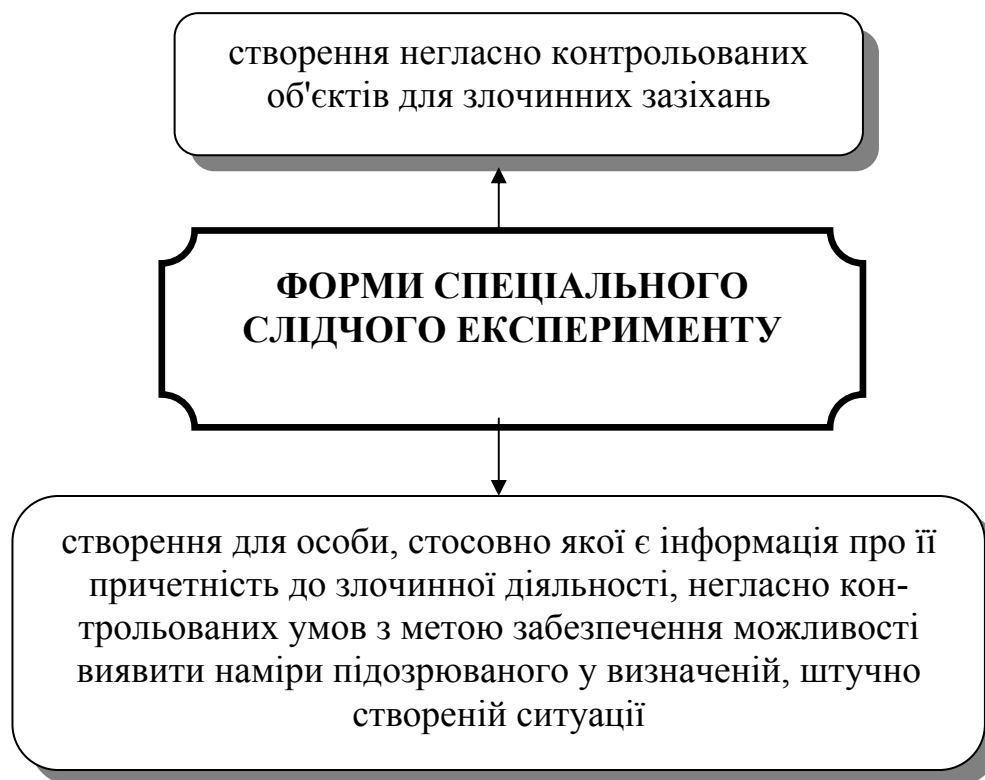 створення негласно контрольованих
об'єктів для злочинних зазіхань
ФОРМИ СПЕЦІАЛЬНОГО
СЛІДЧОГО ЕКСПЕРИМЕНТУ
створення для особи, стосовно якої є інформація про її
причетність до злочинної діяльності, негласно кон-
трольованих умов з метою забезпечення можливості
виявити наміри підозрюваного у визначеній, штучно
створеній ситуації